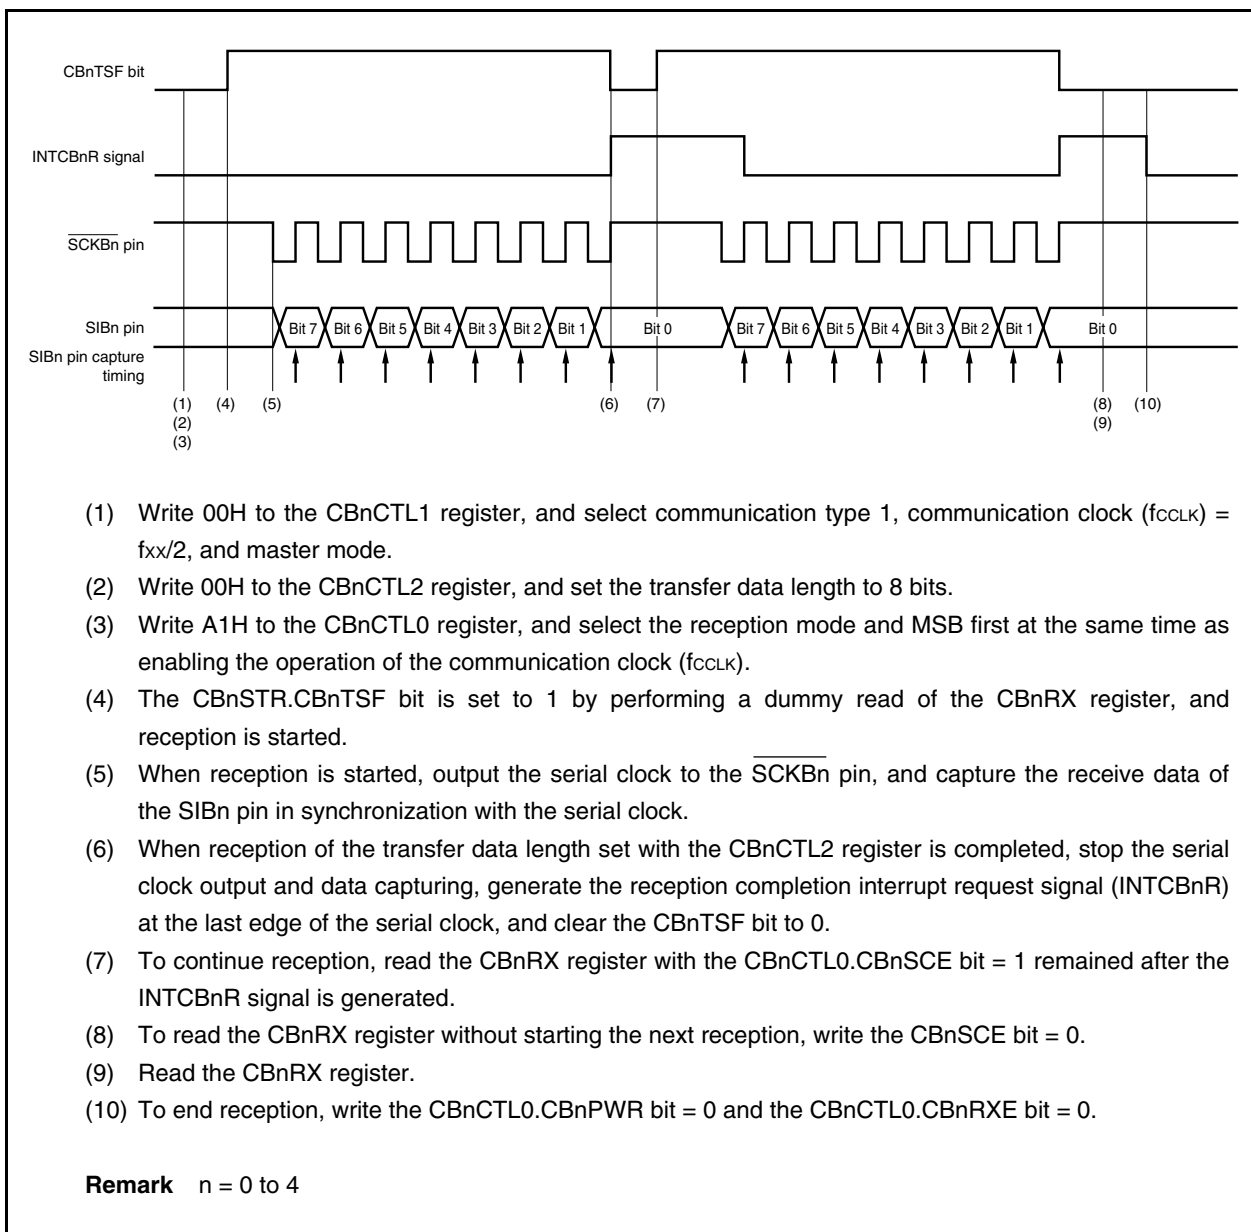 CBnTSF bit
INTCBnR signal
SCKBn pin
SIBn pin
Bit 7 Bit 6 Bit 5 Bit 4 Bit 3 Bit 2 Bit 1 Bit 0 Bit 7 Bit 6 Bit 5 Bit 4 Bit 3 Bit 2 Bit 1 Bit 0
SIBn pin capture
timing
(1) (4) (5) (6) (7) (8) (10)
(2) (9)
(3)
(1) Write 00H to the CBnCTL1 register, and select communication type 1, communication clock (fCCLK) =
fxx/2, and master mode.
(2) Write 00H to the CBnCTL2 register, and set the transfer data length to 8 bits.
(3) Write A1H to the CBnCTL0 register, and select the reception mode and MSB first at the same time as
enabling the operation of the communication clock (fCCLK).
(4) The CBnSTR.CBnTSF bit is set to 1 by performing a dummy read of the CBnRX register, and
reception is started.
(5) When reception is started, output the serial clock to the SCKBn pin, and capture the receive data of
the SIBn pin in synchronization with the serial clock.
(6) When reception of the transfer data length set with the CBnCTL2 register is completed, stop the serial
clock output and data capturing, generate the reception completion interrupt request signal (INTCBnR)
at the last edge of the serial clock, and clear the CBnTSF bit to 0.
(7) To continue reception, read the CBnRX register with the CBnCTL0.CBnSCE bit = 1 remained after the
INTCBnR signal is generated.
(8) To read the CBnRX register without starting the next reception, write the CBnSCE bit = 0.
(9) Read the CBnRX register.
(10) To end reception, write the CBnCTL0.CBnPWR bit = 0 and the CBnCTL0.CBnRXE bit = 0.
Remark n = 0 to 4